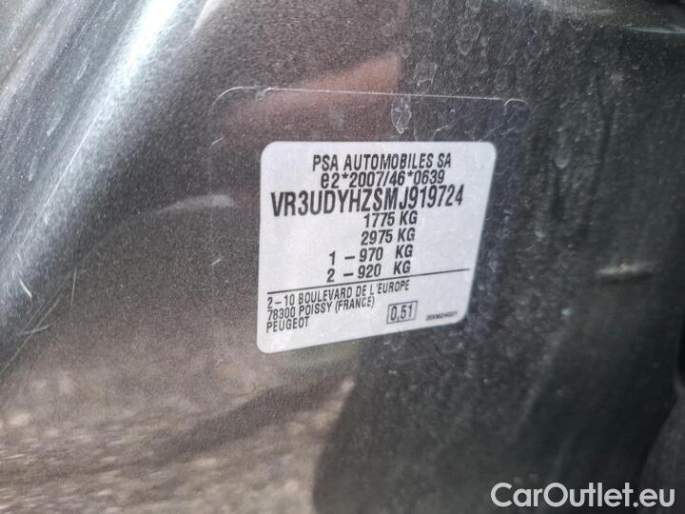 PSA AUTOMOBILES SA
e2*2007/46*0639
VR3UDYHZSMJ919724
1775 KG
2975 KG
1 – 970 KG
2 – 920 KG
2–10 BOULEVARD DE L'EUROPE
78300 POISSY (FRANCE)
PEUGEOT
0,51
CarOutlet.eu